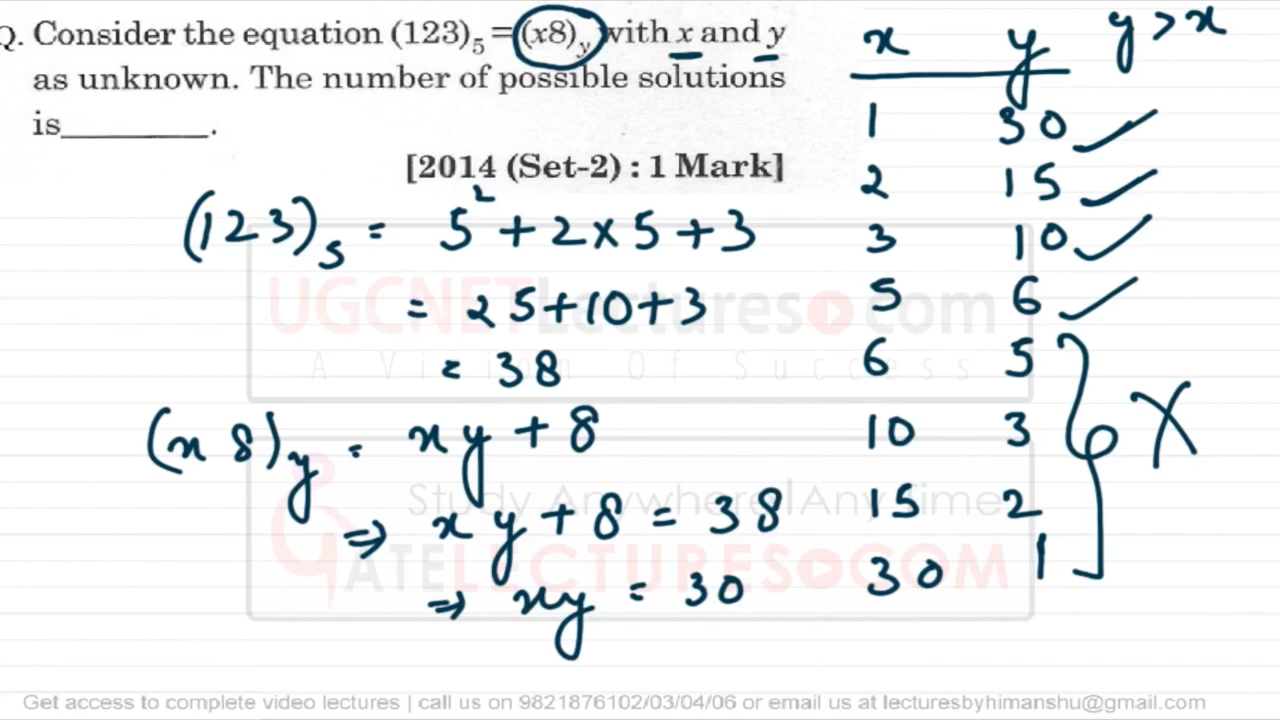 Q. Consider the equation (123)₅ = (x8)y with x and y
as unknown. The number of possible solutions
is_________.
[2014 (Set-2) : 1 Mark]
(123)₅ = 5² + 2×5 + 3
= 25+10+3
= 38
(x 8)y = xy + 8
⇒ xy + 8 = 38
⇒ xy = 30
x y y > x
1 30 ✓
2 15 ✓
3 10 ✓
5 6 ✓
6 5
10 3 X
15 2
30 1
UGCNETLectures.com
A Vision Of Success
Study Anywhere|Any Time
GATELECTURES.COM
Get access to complete video lectures | call us on 9821876102/03/04/06 or email us at lecturesbyhimanshu@gmail.com